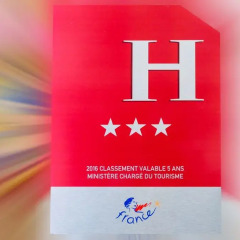 H
2016 CLASSEMENT VALABLE 5 ANS
MINISTÈRE CHARGÉ DU TOURISME
france